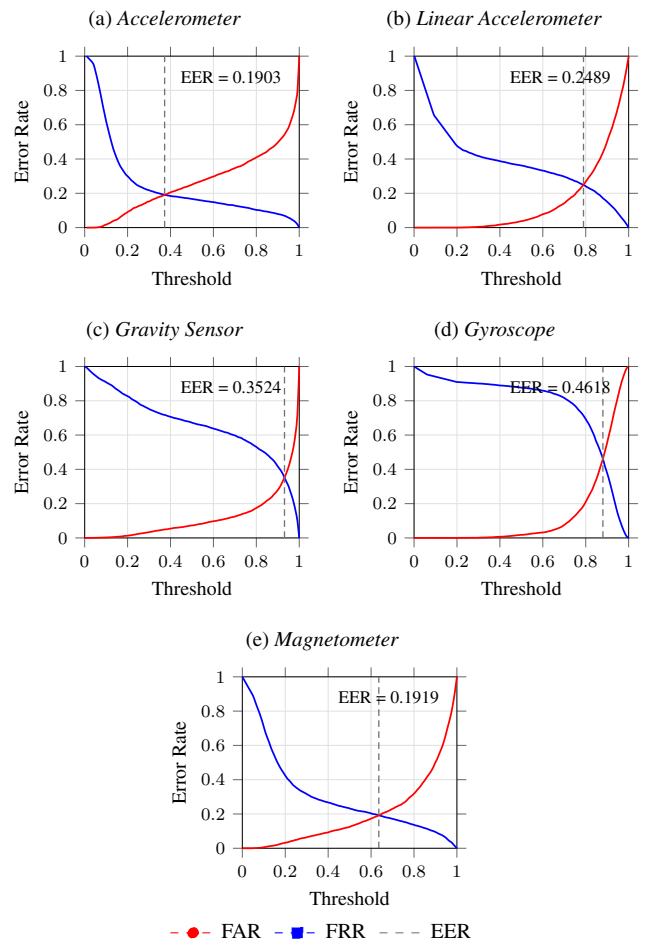 (a) Accelerometer
EER = 0.1903
1
0.8
0.6
0.4
0.2
0
0 0.2 0.4 0.6 0.8 1
Error Rate
Threshold
(b) Linear Accelerometer
EER = 0.2489
1
0.8
0.6
0.4
0.2
0
0 0.2 0.4 0.6 0.8 1
Error Rate
Threshold
(c) Gravity Sensor
EER = 0.3524
1
0.8
0.6
0.4
0.2
0
0 0.2 0.4 0.6 0.8 1
Error Rate
Threshold
(d) Gyroscope
EER = 0.4618
1
0.8
0.6
0.4
0.2
0
0 0.2 0.4 0.6 0.8 1
Error Rate
Threshold
(e) Magnetometer
EER = 0.1919
1
0.8
0.6
0.4
0.2
0
0 0.2 0.4 0.6 0.8 1
Error Rate
Threshold
FAR FRR EER